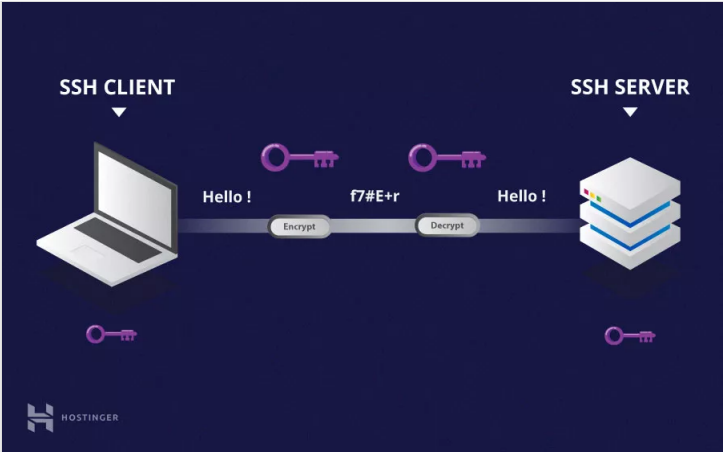 SSH CLIENT
SSH SERVER
Hello !
f7#E+r
Hello !
Encrypt
Decrypt
HOSTINGER